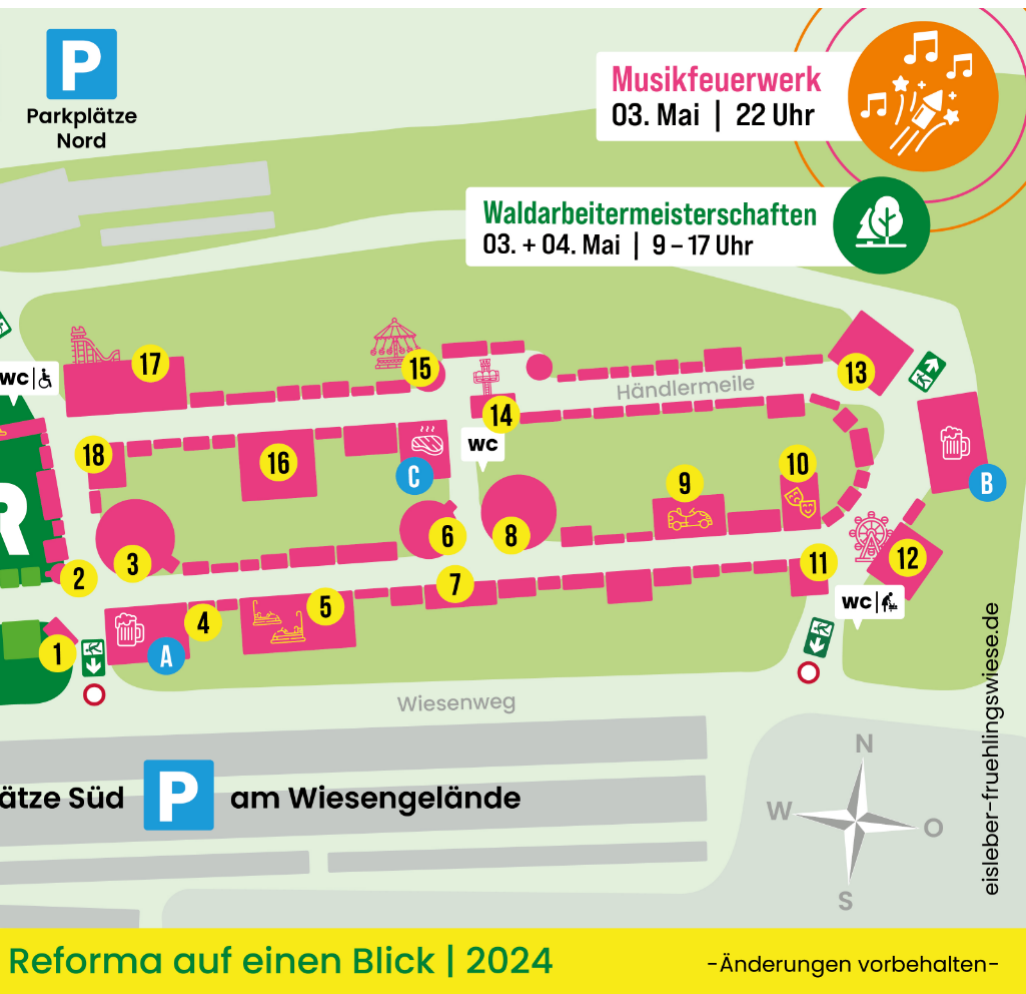 P
Parkplätze
Nord
Musikfeuerwerk
03. Mai | 22 Uhr
Waldarbeitermeisterschaften
03. + 04. Mai | 9 – 17 Uhr
WC
17
15
13
Händlermeile
14
18
16
WC
C
10
9
B
6
8
3
2
11
12
7
5
4
1
A
WC
R
Wiesenweg
ätze Süd P am Wiesengelände
N
W
O
S
eisleber-fruehlingswiese.de
Reforma auf einen Blick | 2024
-Änderungen vorbehalten-